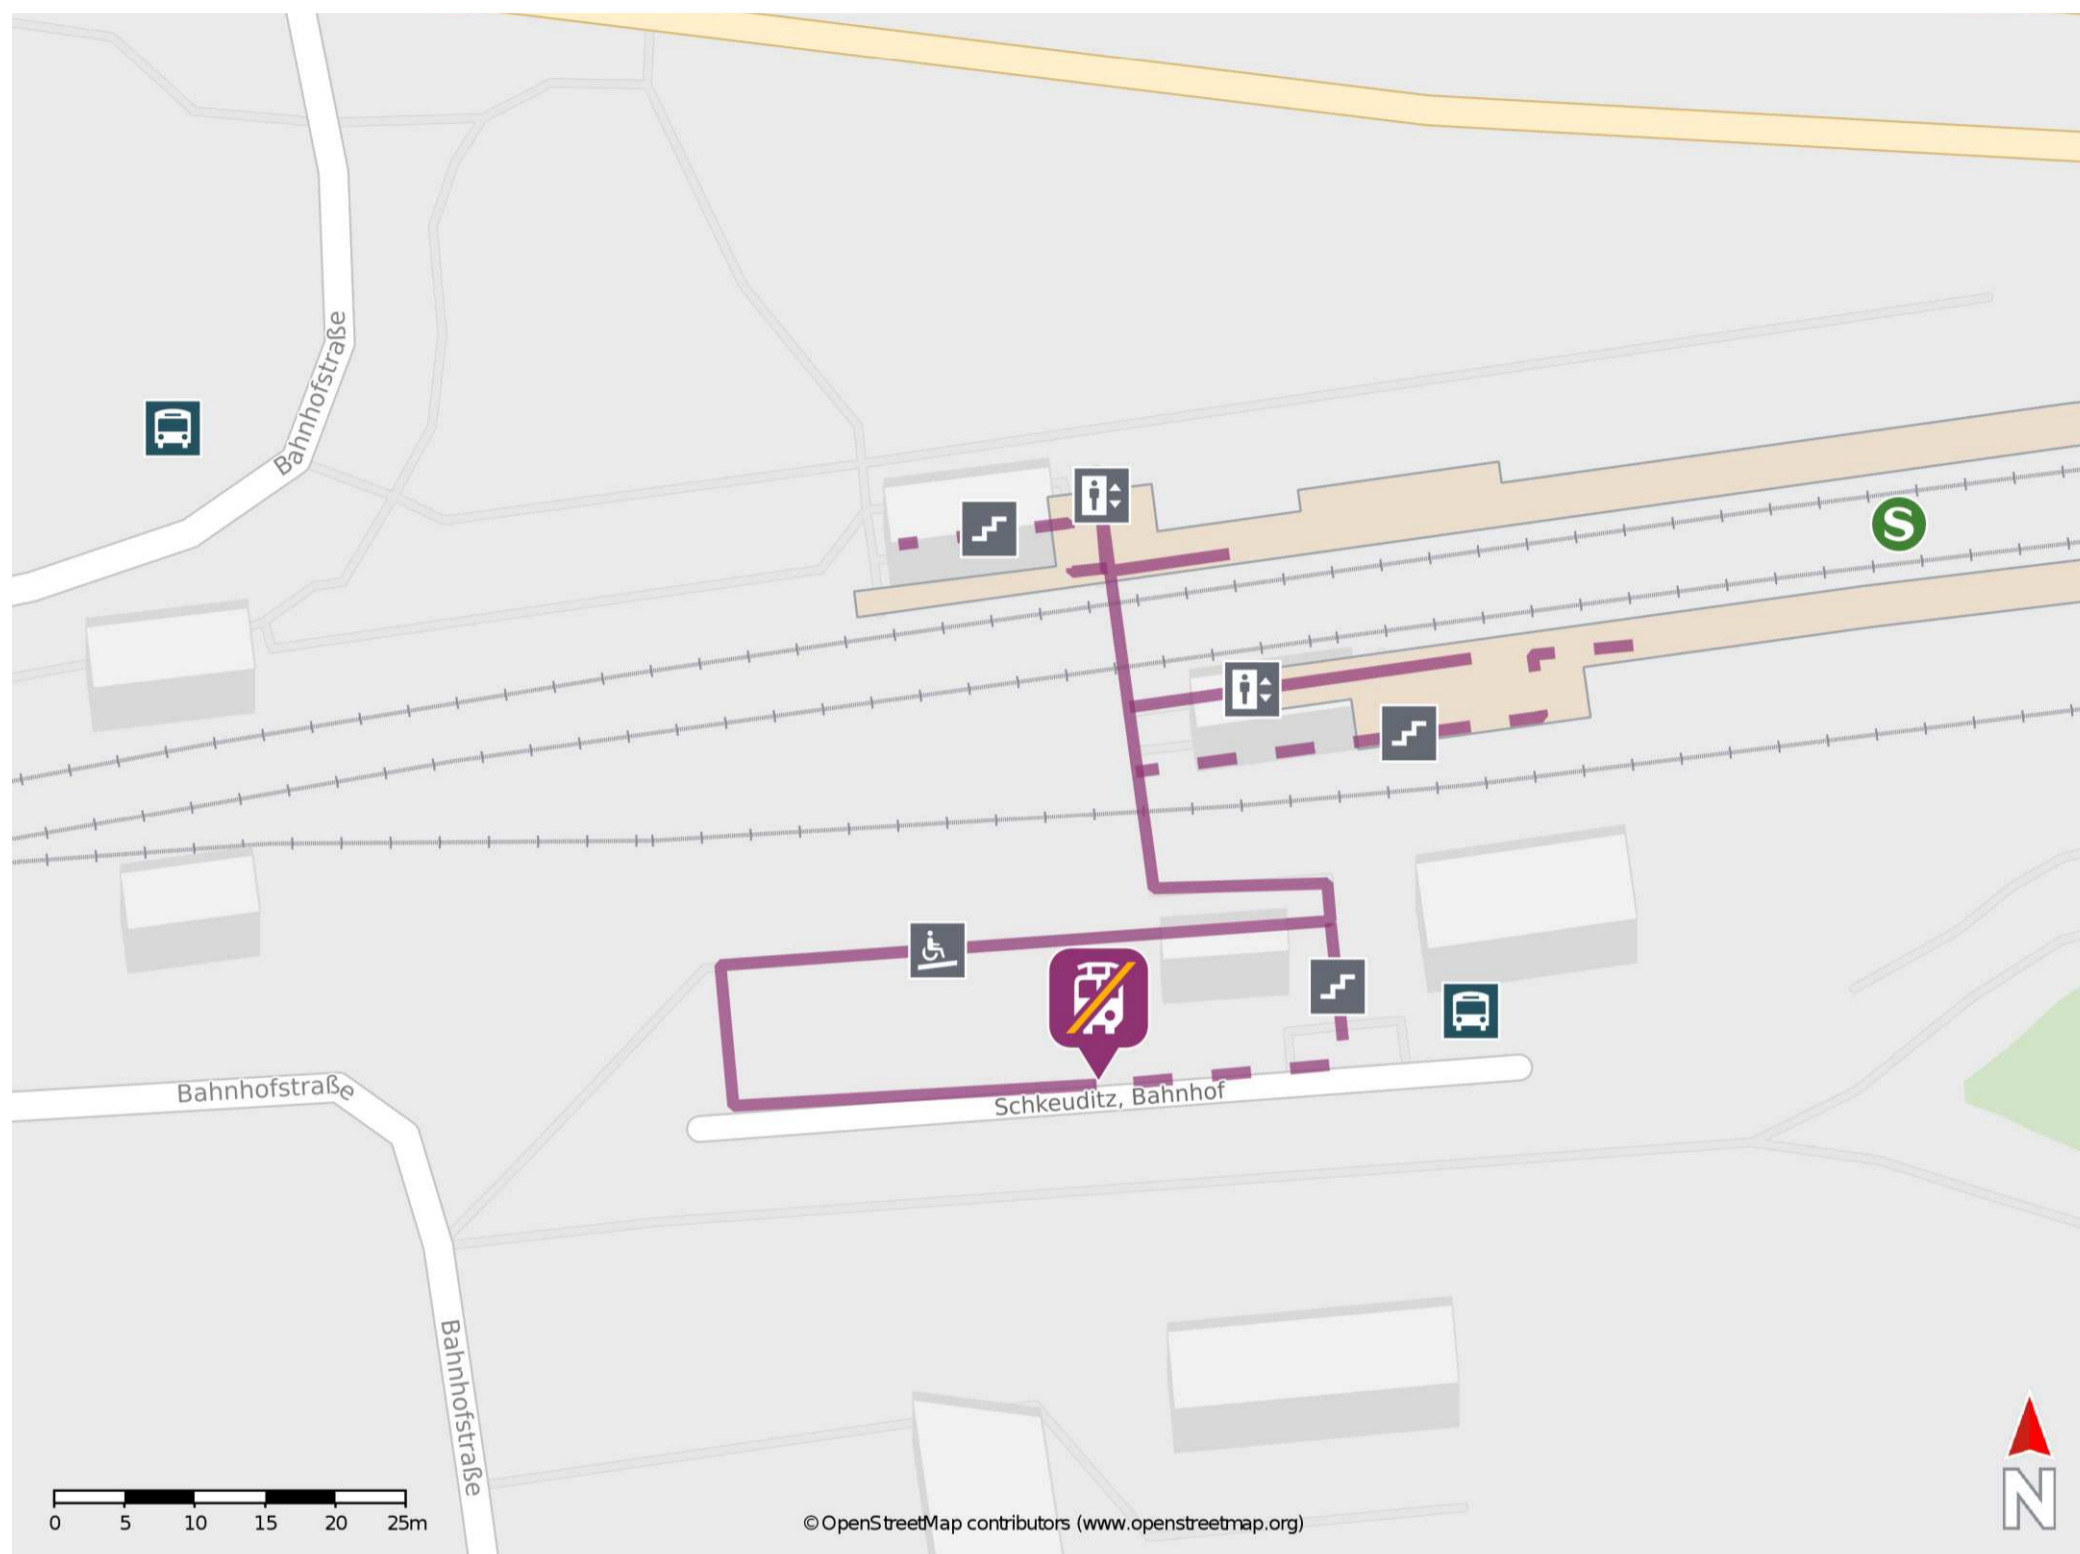 Bahnhofstraße
S
Bahnhofstraße
Schkeuditz, Bahnhof
Bahnhofstraße
0 5 10 15 20 25m
© OpenStreetMap contributors (www.openstreetmap.org)
N